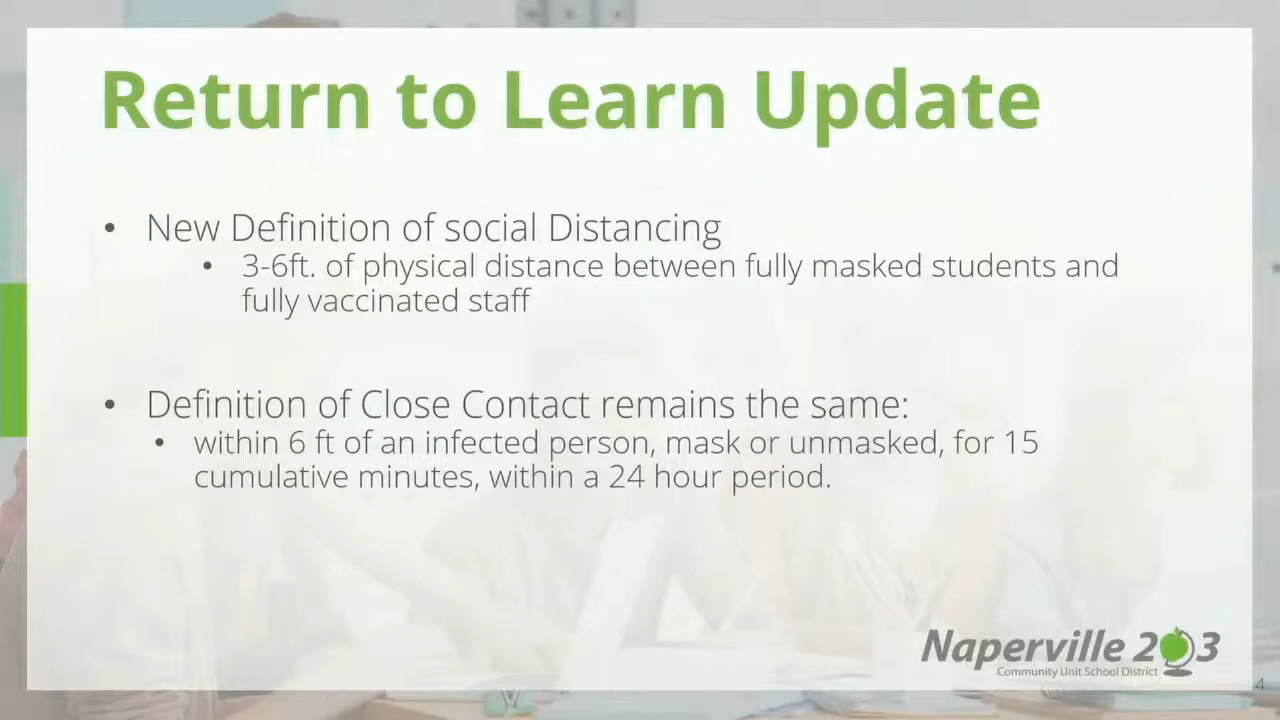 Return to Learn Update
• New Definition of social Distancing
• 3-6ft. of physical distance between fully masked students and
fully vaccinated staff
• Definition of Close Contact remains the same:
• within 6 ft of an infected person, mask or unmasked, for 15
cumulative minutes, within a 24 hour period.
Naperville 203
Community Unit School District
4